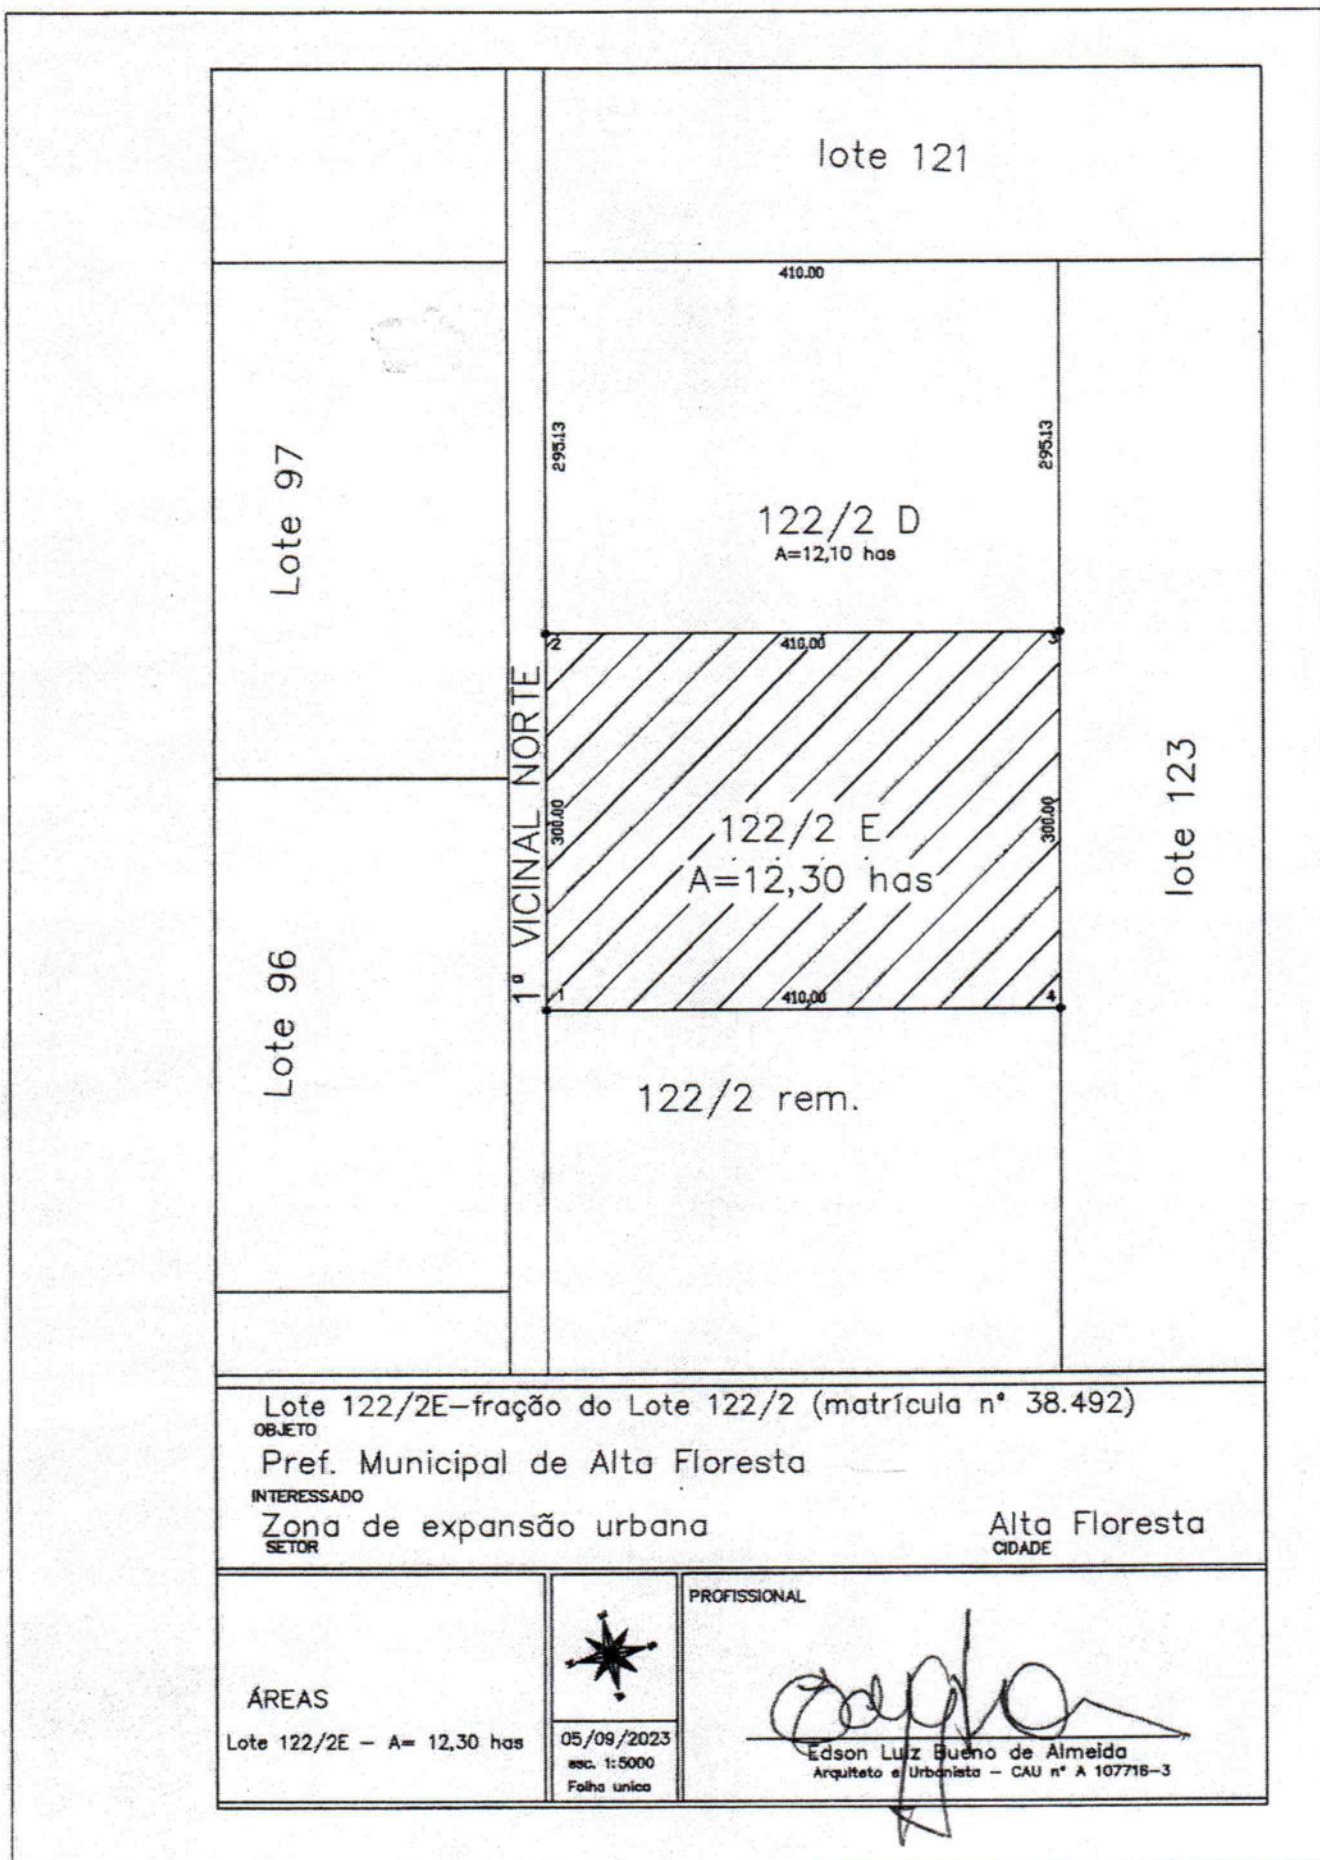 lote 121
410.00
295.13
295.13
Lote 97
122/2 D
A=12,10 has
2
410.00
3
1ª VICINAL NORTE
300.00
122/2 E
A=12,30 has
300.00
lote 123
1
410.00
4
Lote 96
122/2 rem.
Lote 122/2E-fração do Lote 122/2 (matrícula n° 38.492)
OBJETO
Pref. Municipal de Alta Floresta
INTERESSADO
Zona de expansão urbana
SETOR
Alta Floresta
CIDADE
ÁREAS
Lote 122/2E - A= 12,30 has
05/09/2023
esc. 1:5000
Folha unica
PROFISSIONAL
Edson Luiz Bueno de Almeida
Arquiteto e Urbanista - CAU n° A 107716-3